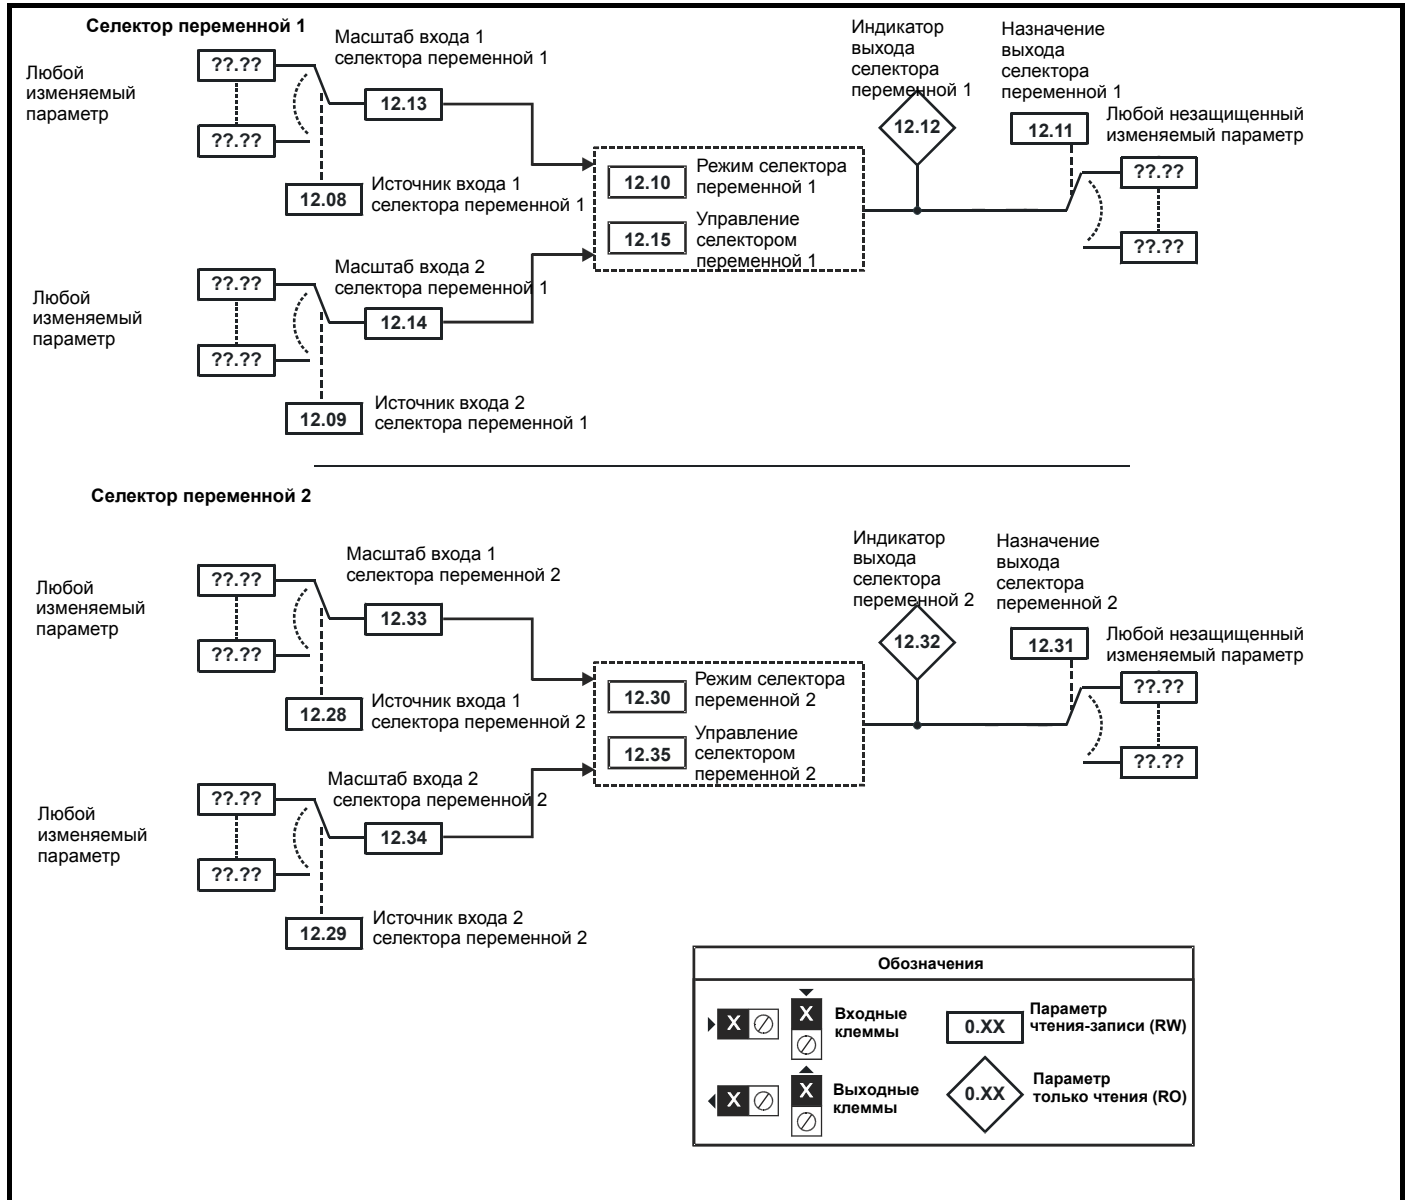 Селектор переменной 1
Любой
изменяемый
параметр
??.??
??.??
Масштаб входа 1
селектора переменной 1
12.13
12.08
Источник входа 1
селектора переменной 1
Любой
изменяемый
параметр
??.??
??.??
Масштаб входа 2
селектора переменной 1
12.14
12.09
Источник входа 2
селектора переменной 1
12.10
Режим селектора
переменной 1
12.15
Управление
селектором
переменной 1
Индикатор
выхода
селектора
переменной 1
12.12
Назначение
выхода
селектора
переменной 1
12.11
Любой незащищенный
изменяемый параметр
??.??
??.??
Селектор переменной 2
Любой
изменяемый
параметр
??.??
??.??
Масштаб входа 1
селектора переменной 2
12.33
12.28
Источник входа 1
селектора переменной 2
Любой
изменяемый
параметр
??.??
??.??
Масштаб входа 2
селектора переменной 2
12.34
12.29
Источник входа 2
селектора переменной 2
12.30
Режим селектора
переменной 2
12.35
Управление
селектором
переменной 2
Индикатор
выхода
селектора
переменной 2
12.32
Назначение
выхода
селектора
переменной 2
12.31
Любой незащищенный
изменяемый параметр
??.??
??.??
Обозначения
X
X
Входные
клеммы
0.XX
Параметр
чтения-записи (RW)
X
X
Выходные
клеммы
0.XX
Параметр
только чтения (RO)